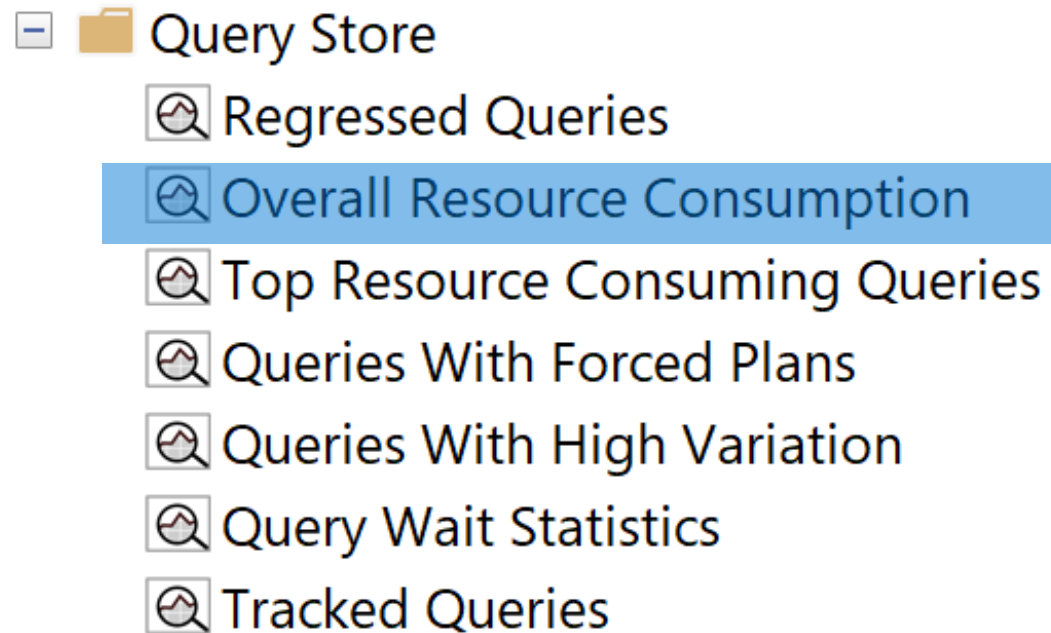 Query Store
Regressed Queries
Overall Resource Consumption
Top Resource Consuming Queries
Queries With Forced Plans
Queries With High Variation
Query Wait Statistics
Tracked Queries